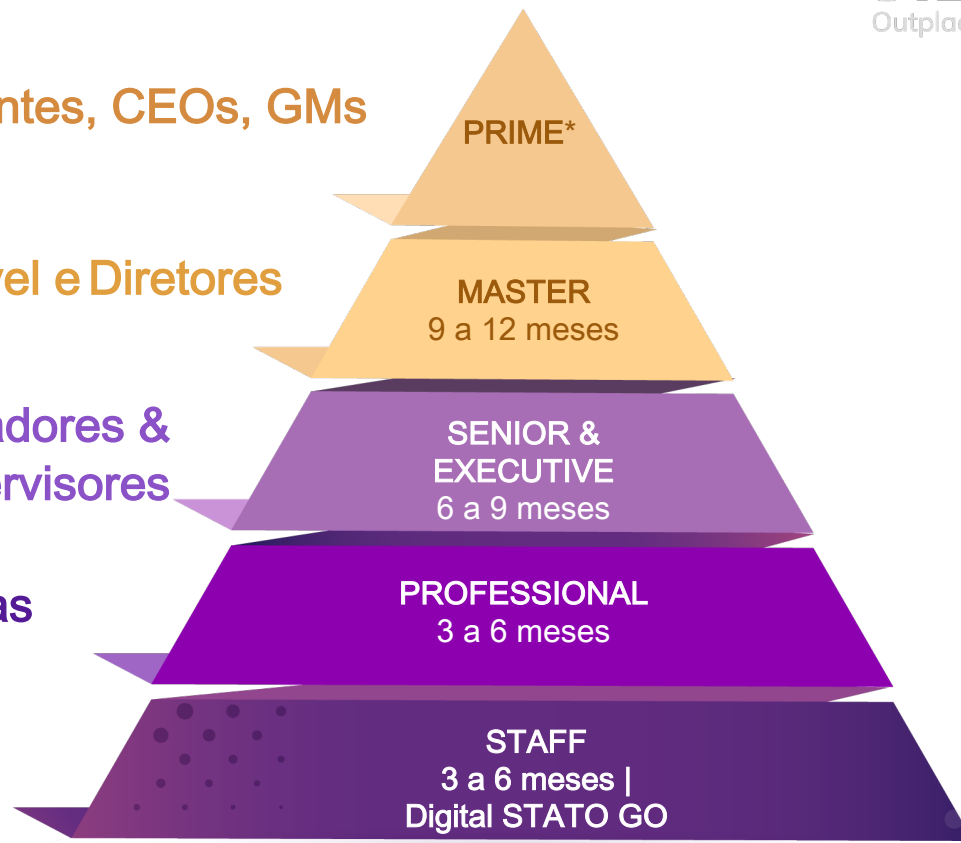 Outplac
ntes, CEOs, GMs
PRIME*
vel e Diretores
MASTER
9 a 12 meses
adores &
ervisores
SENIOR &
EXECUTIVE
6 a 9 meses
as
PROFESSIONAL
3 a 6 meses
STAFF
3 a 6 meses |
Digital STATO GO